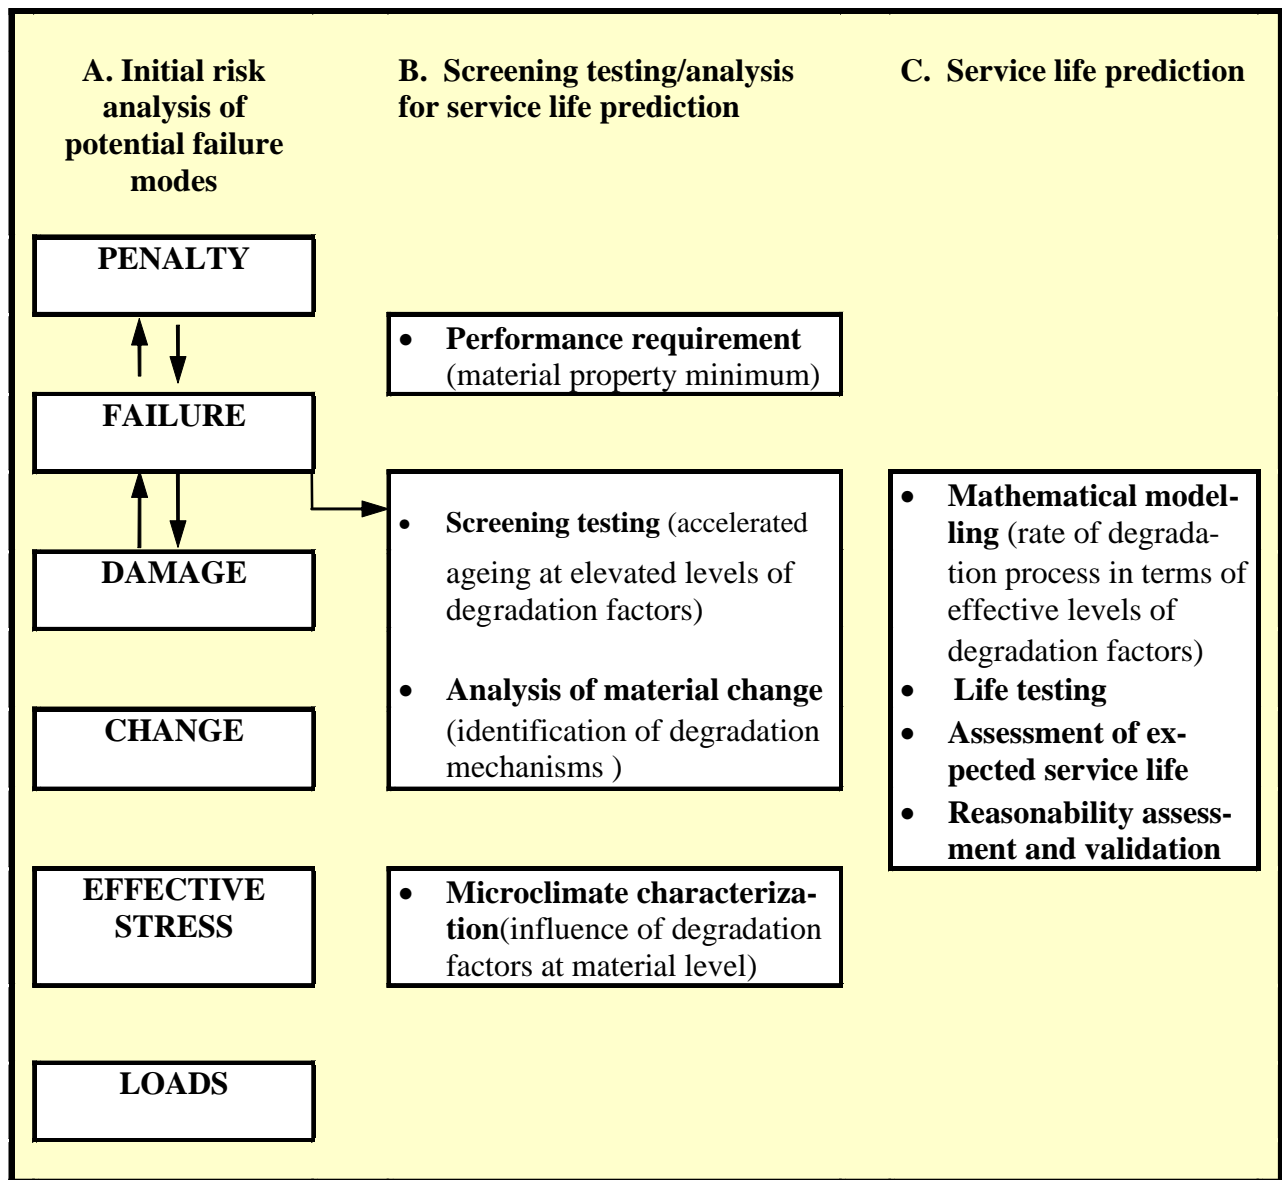 A. Initial risk
analysis of
potential failure
modes
B. Screening testing/analysis
for service life prediction
C. Service life prediction
PENALTY
FAILURE
DAMAGE
CHANGE
EFFECTIVE
STRESS
LOADS
• Performance requirement
(material property minimum)
• Screening testing (accelerated
ageing at elevated levels of
degradation factors)
• Analysis of material change
(identification of degradation
mechanisms )
• Microclimate characteriza-
tion(influence of degradation
factors at material level)
• Mathematical model-
ling (rate of degrada-
tion process in terms of
effective levels of
degradation factors)
• Life testing
• Assessment of ex-
pected service life
• Reasonability assess-
ment and validation